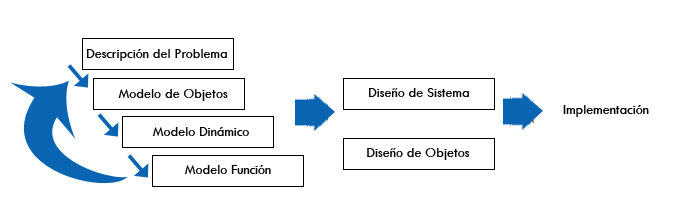 Descripción del Problema
Modelo de Objetos
Modelo Dinámico
Modelo Función
Diseño de Sistema
Diseño de Objetos
Implementación